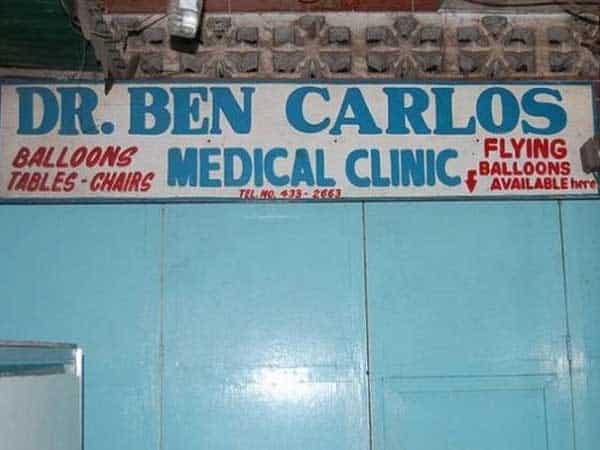 DR. BEN CARLOS
BALLOONS
TABLES - CHAIRS
MEDICAL CLINIC
TEL. NO. 433-2663
FLYING
BALLOONS
AVAILABLE here